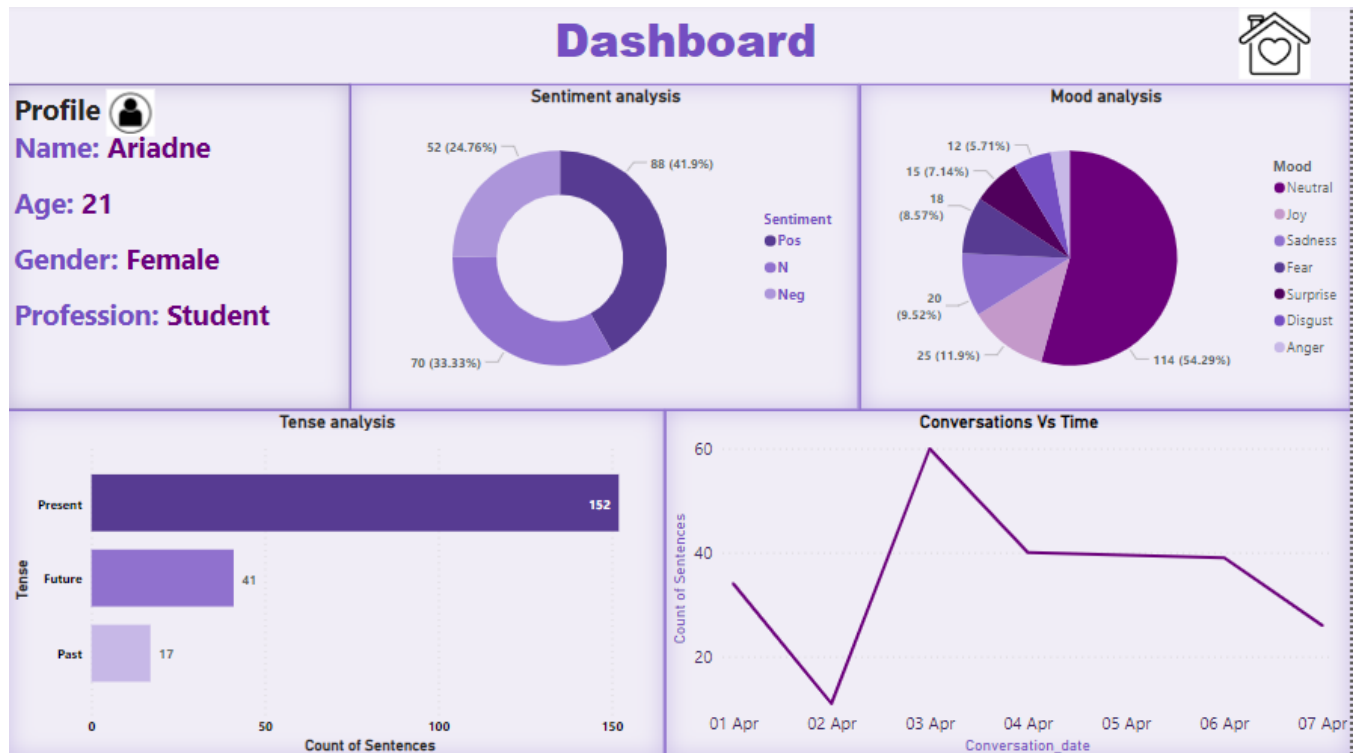 Dashboard
Profile
Name: Ariadne
Age: 21
Gender: Female
Profession: Student
Sentiment analysis
52 (24.76%)
88 (41.9%)
70 (33.33%)
Sentiment
Pos
N
Neg
Mood analysis
12 (5.71%)
15 (7.14%)
18
(8.57%)
20
(9.52%)
25 (11.9%)
114 (54.29%)
Mood
Neutral
Joy
Sadness
Fear
Surprise
Disgust
Anger
Tense analysis
Tense
Present
152
Future
41
Past
17
0
50
100
150
Count of Sentences
Conversations Vs Time
Count of Sentences
60
40
20
01 Apr
02 Apr
03 Apr
04 Apr
05 Apr
06 Apr
07 Apr
Conversation_date